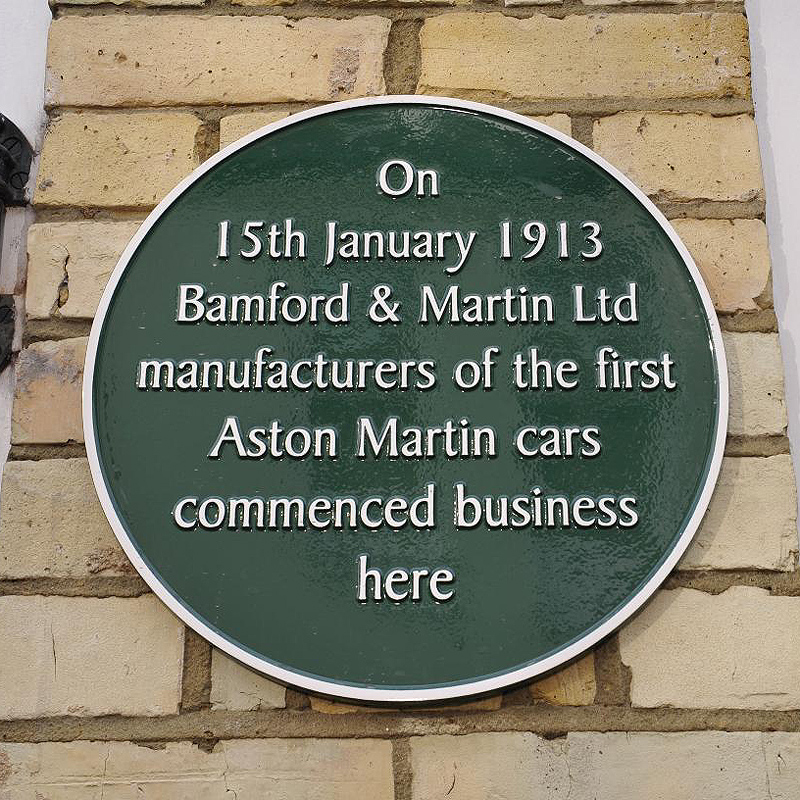 On
15th January 1913
Bamford & Martin Ltd
manufacturers of the first
Aston Martin cars
commenced business
here